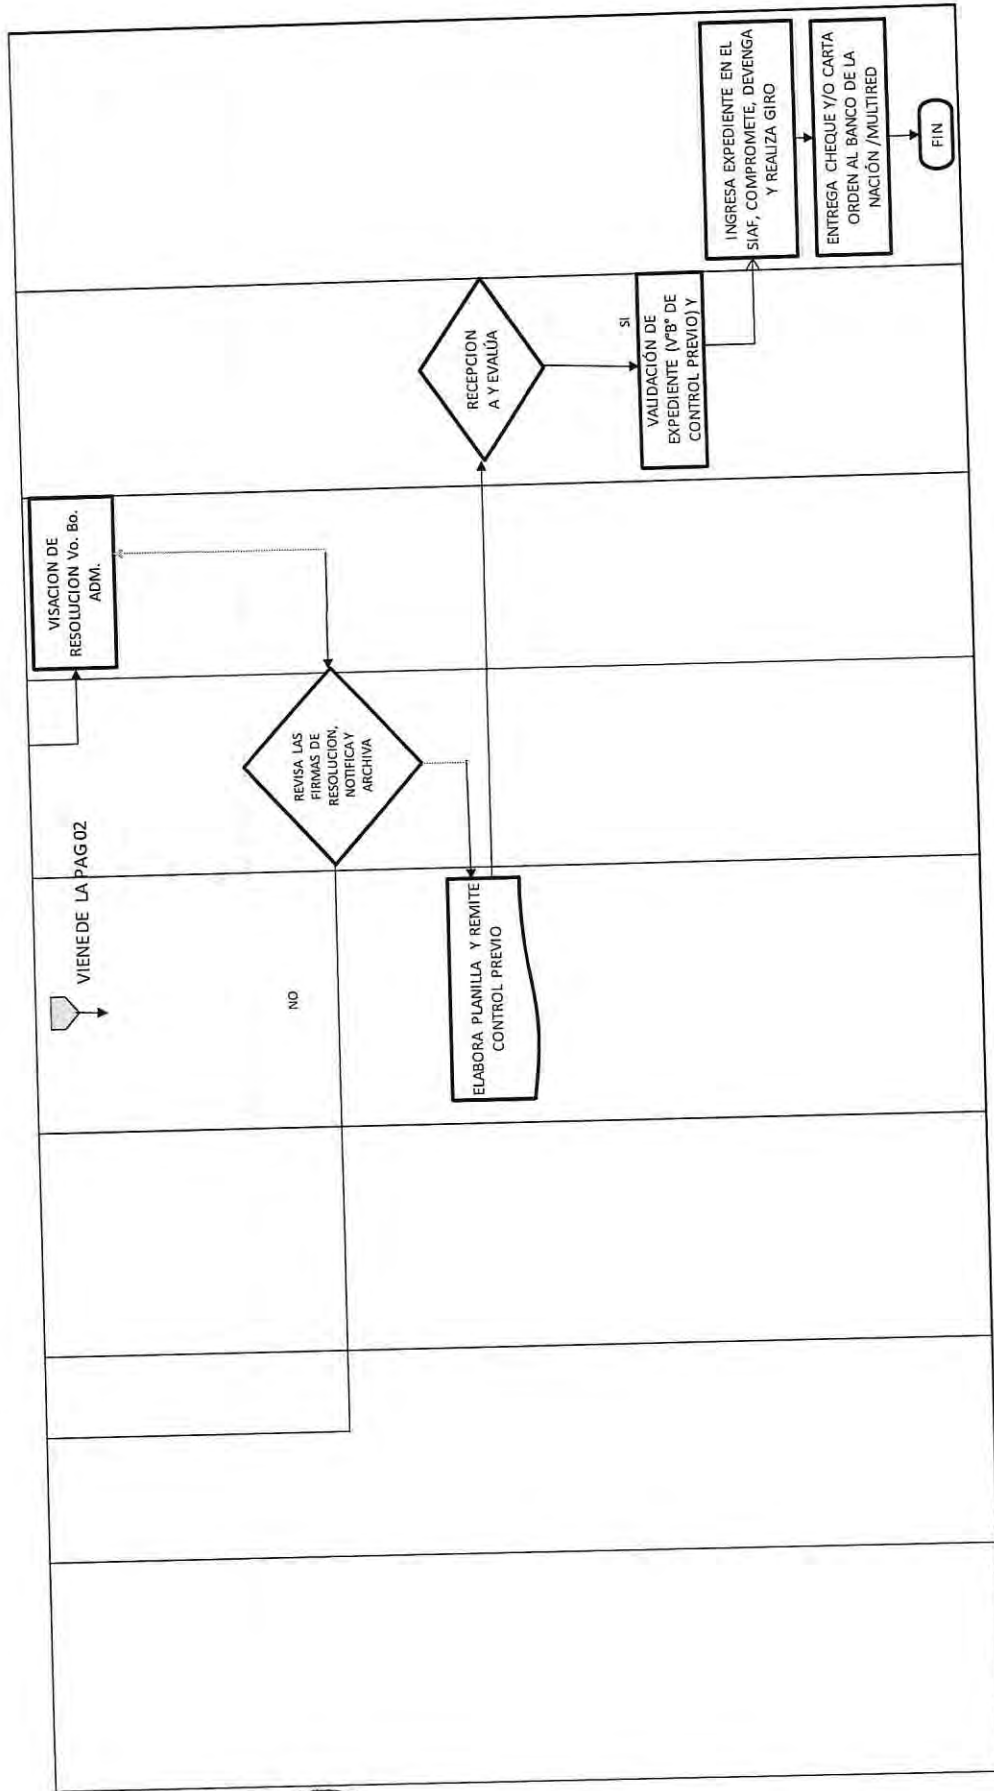 VIENE DE LA PAG 02
VISACION DE
RESOLUCION Vo. Bo.
ADM.
REVISA LAS
FIRMAS DE
RESOLUCION,
NOTIFICA Y
ARCHIVA
NO
ELABORA PLANILLA Y REMITE
CONTROL PREVIO
RECEPCION
A Y EVALÚA
SI
VALIDACIÓN DE
EXPEDIENTE (V°B° DE
CONTROL PREVIO) Y
INGRESA EXPEDIENTE EN EL
SIAF, COMPROMETE, DEVENGA
Y REALIZA GIRO
ENTREGA CHEQUE Y/O CARTA
ORDEN AL BANCO DE LA
NACIÓN /MULTIRED
FIN